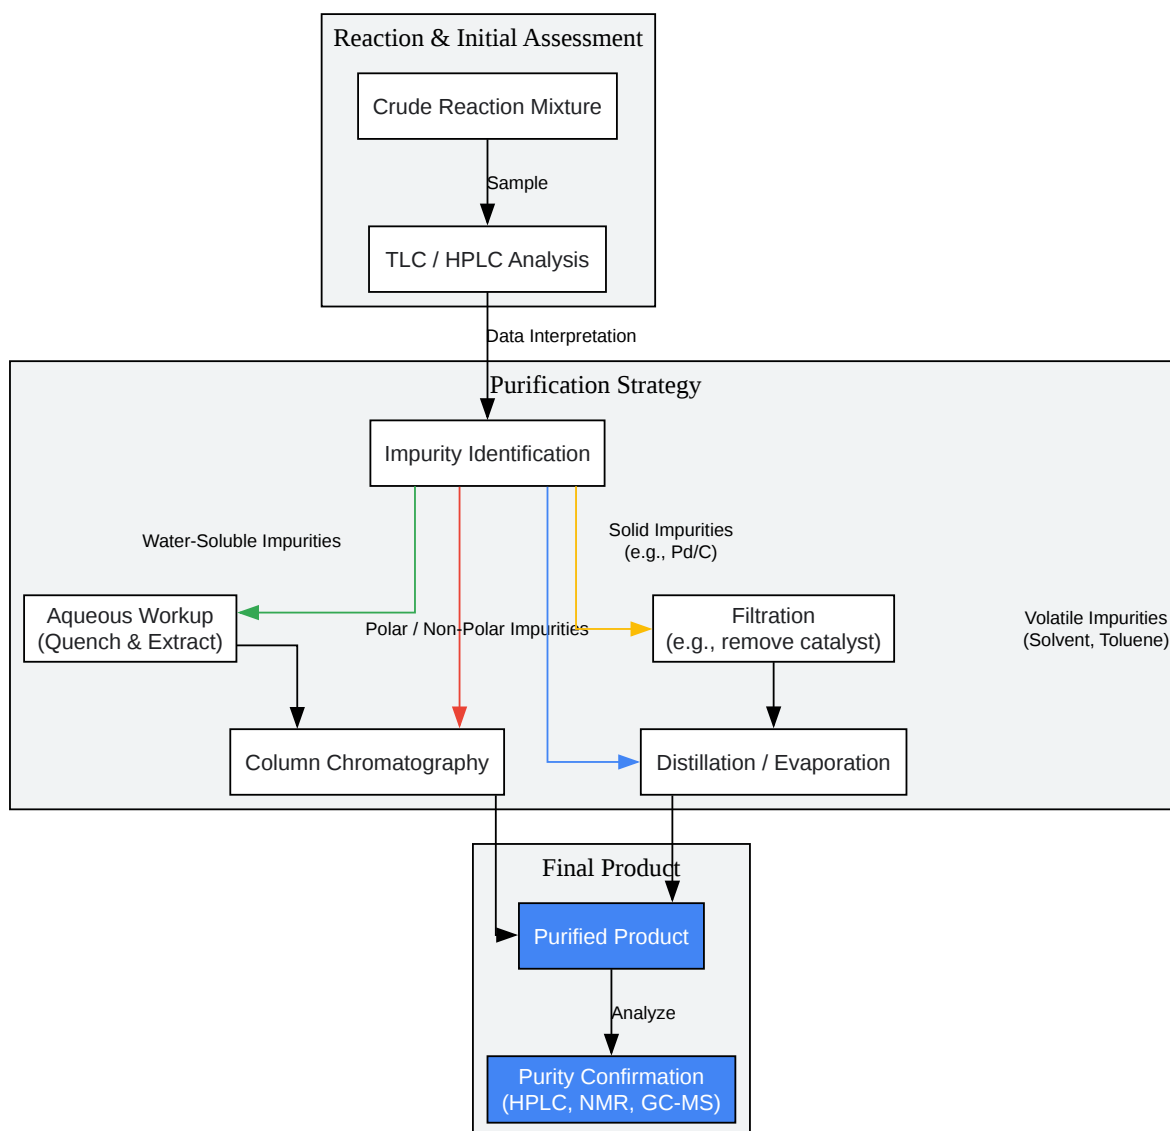 Reaction & Initial Assessment
Crude Reaction Mixture
Sample
TLC / HPLC Analysis
Data Interpretation
Purification Strategy
Impurity Identification
Water-Soluble Impurities
Solid Impurities
(e.g., Pd/C)
Aqueous Workup
(Quench & Extract)
Polar / Non-Polar Impurities
Filtration
(e.g., remove catalyst)
Volatile Impurities
(Solvent, Toluene)
Column Chromatography
Distillation / Evaporation
Final Product
Purified Product
Analyze
Purity Confirmation
(HPLC, NMR, GC-MS)